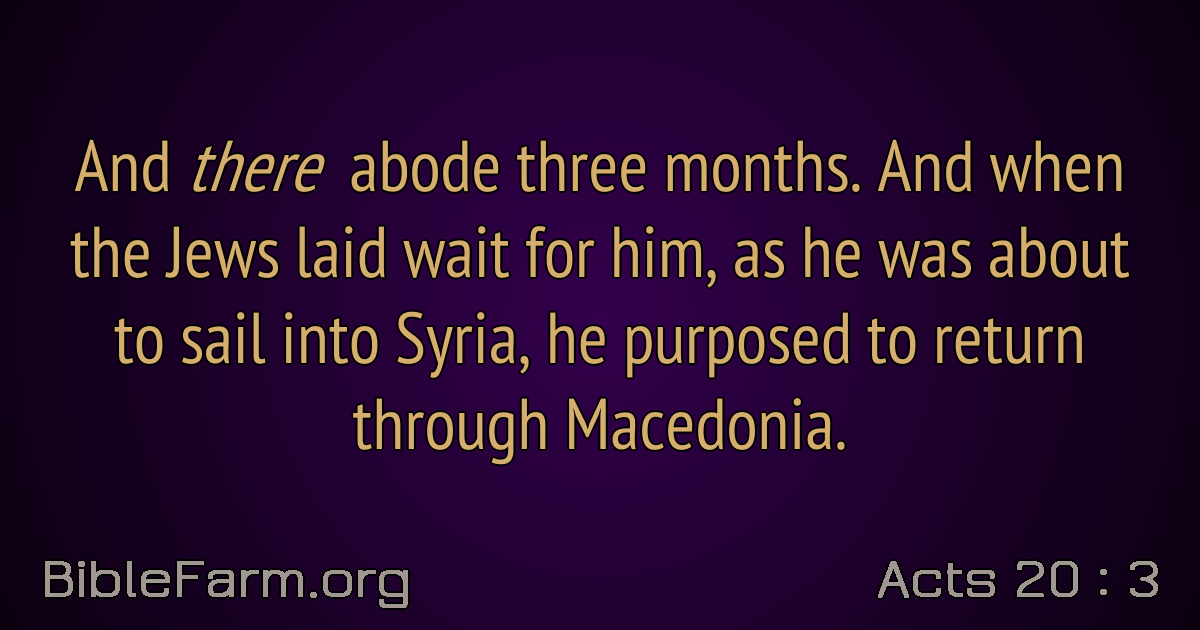 And there abode three months. And when
the Jews laid wait for him, as he was about
to sail into Syria, he purposed to return
through Macedonia.
BibleFarm.org
Acts 20 : 3